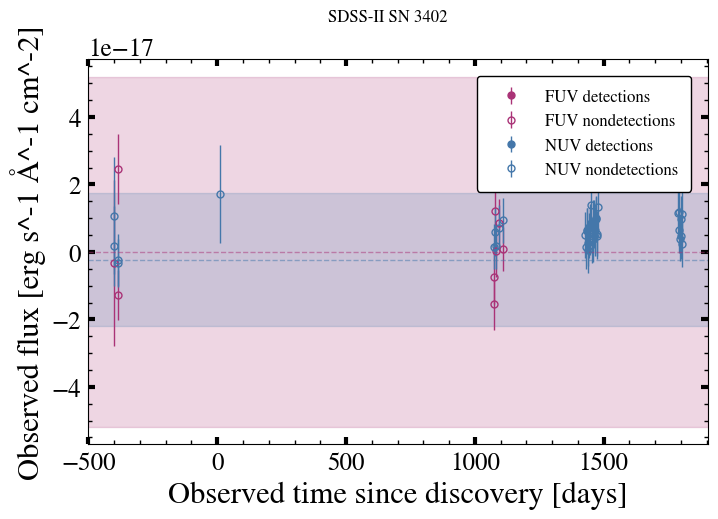 SDSS-II SN 3402
1e−17
Observed flux [erg s^-1 Å^-1 cm^-2]
4
2
0
−2
−4
FUV detections
FUV nondetections
NUV detections
NUV nondetections
−500 0 500 1000 1500
Observed time since discovery [days]